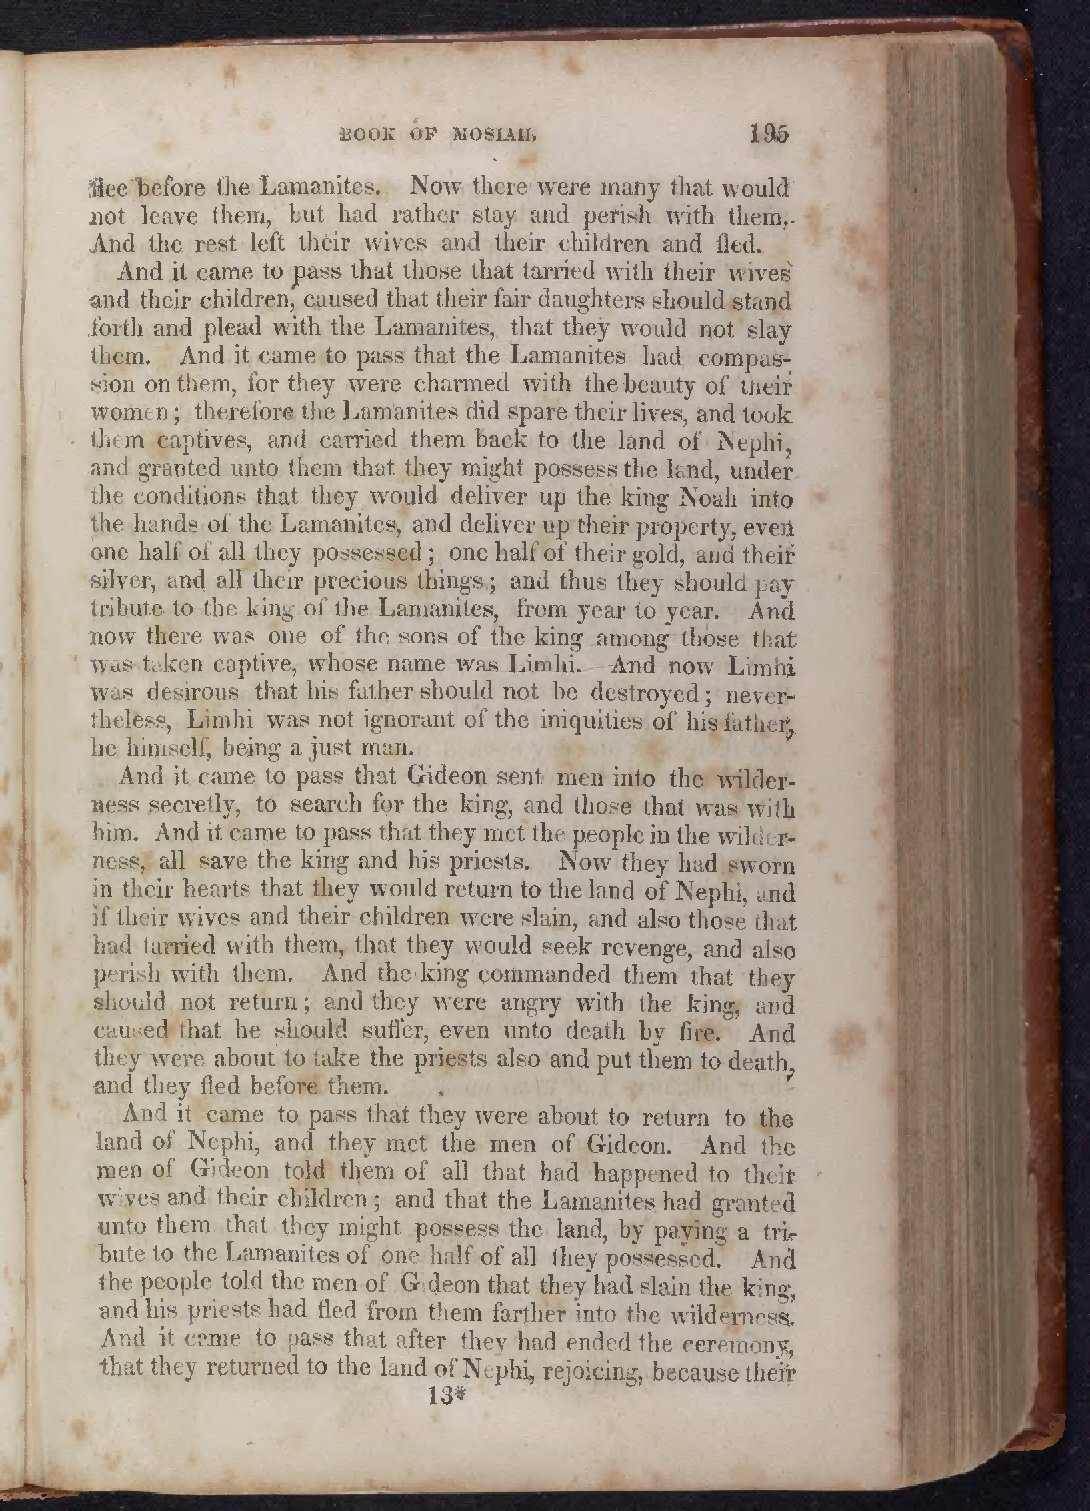 BOOK OF MOSIAH. 195
flee before the Lamanites. Now there were many that would
not leave them, but had rather stay and perish with them.
And the rest left their wives and their children and fled.
And it came to pass that those that tarried with their wives
and their children, caused that their fair daughters should stand
forth and plead with the Lamanites, that they would not slay
them. And it came to pass that the Lamanites had compas-
sion on them, for they were charmed with the beauty of their
women; therefore the Lamanites did spare their lives, and took
them captives, and carried them back to the land of Nephi,
and granted unto them that they might possess the land, under
the conditions that they would deliver up the king Noah into
the hands of the Lamanites, and deliver up their property, even
one half of all they possessed; one half of their gold, and their
silver, and all their precious things; and thus they should pay
tribute to the king of the Lamanites, from year to year. And
now there was one of the sons of the king among those that
was taken captive, whose name was Limhi. And now Limhi
was desirous that his father should not be destroyed; never-
theless, Limhi was not ignorant of the iniquities of his father,
he himself, being a just man.
And it came to pass that Gideon sent men into the wilder-
ness secretly, to search for the king, and those that was with
him. And it came to pass that they met the people in the wilder-
ness, all save the king and his priests. Now they had sworn
in their hearts that they would return to the land of Nephi, and
if their wives and their children were slain, and also those that
had tarried with them, that they would seek revenge, and also
perish with them. And the king commanded them that they
should not return; and they were angry with the king, and
caused that he should suffer, even unto death by fire. And
they were about to take the priests also and put them to death,
and they fled before them.
And it came to pass that they were about to return to the
land of Nephi, and they met the men of Gideon. And the
men of Gideon told them of all that had happened to their
wives and their children; and that the Lamanites had granted
unto them that they might possess the land, by paying a tri-
bute to the Lamanites of one half of all they possessed. And
the people told the men of Gideon that they had slain the king,
and his priests had fled from them farther into the wilderness.
And it came to pass that after they had ended the ceremony,
that they returned to the land of Nephi, rejoicing, because their
13*